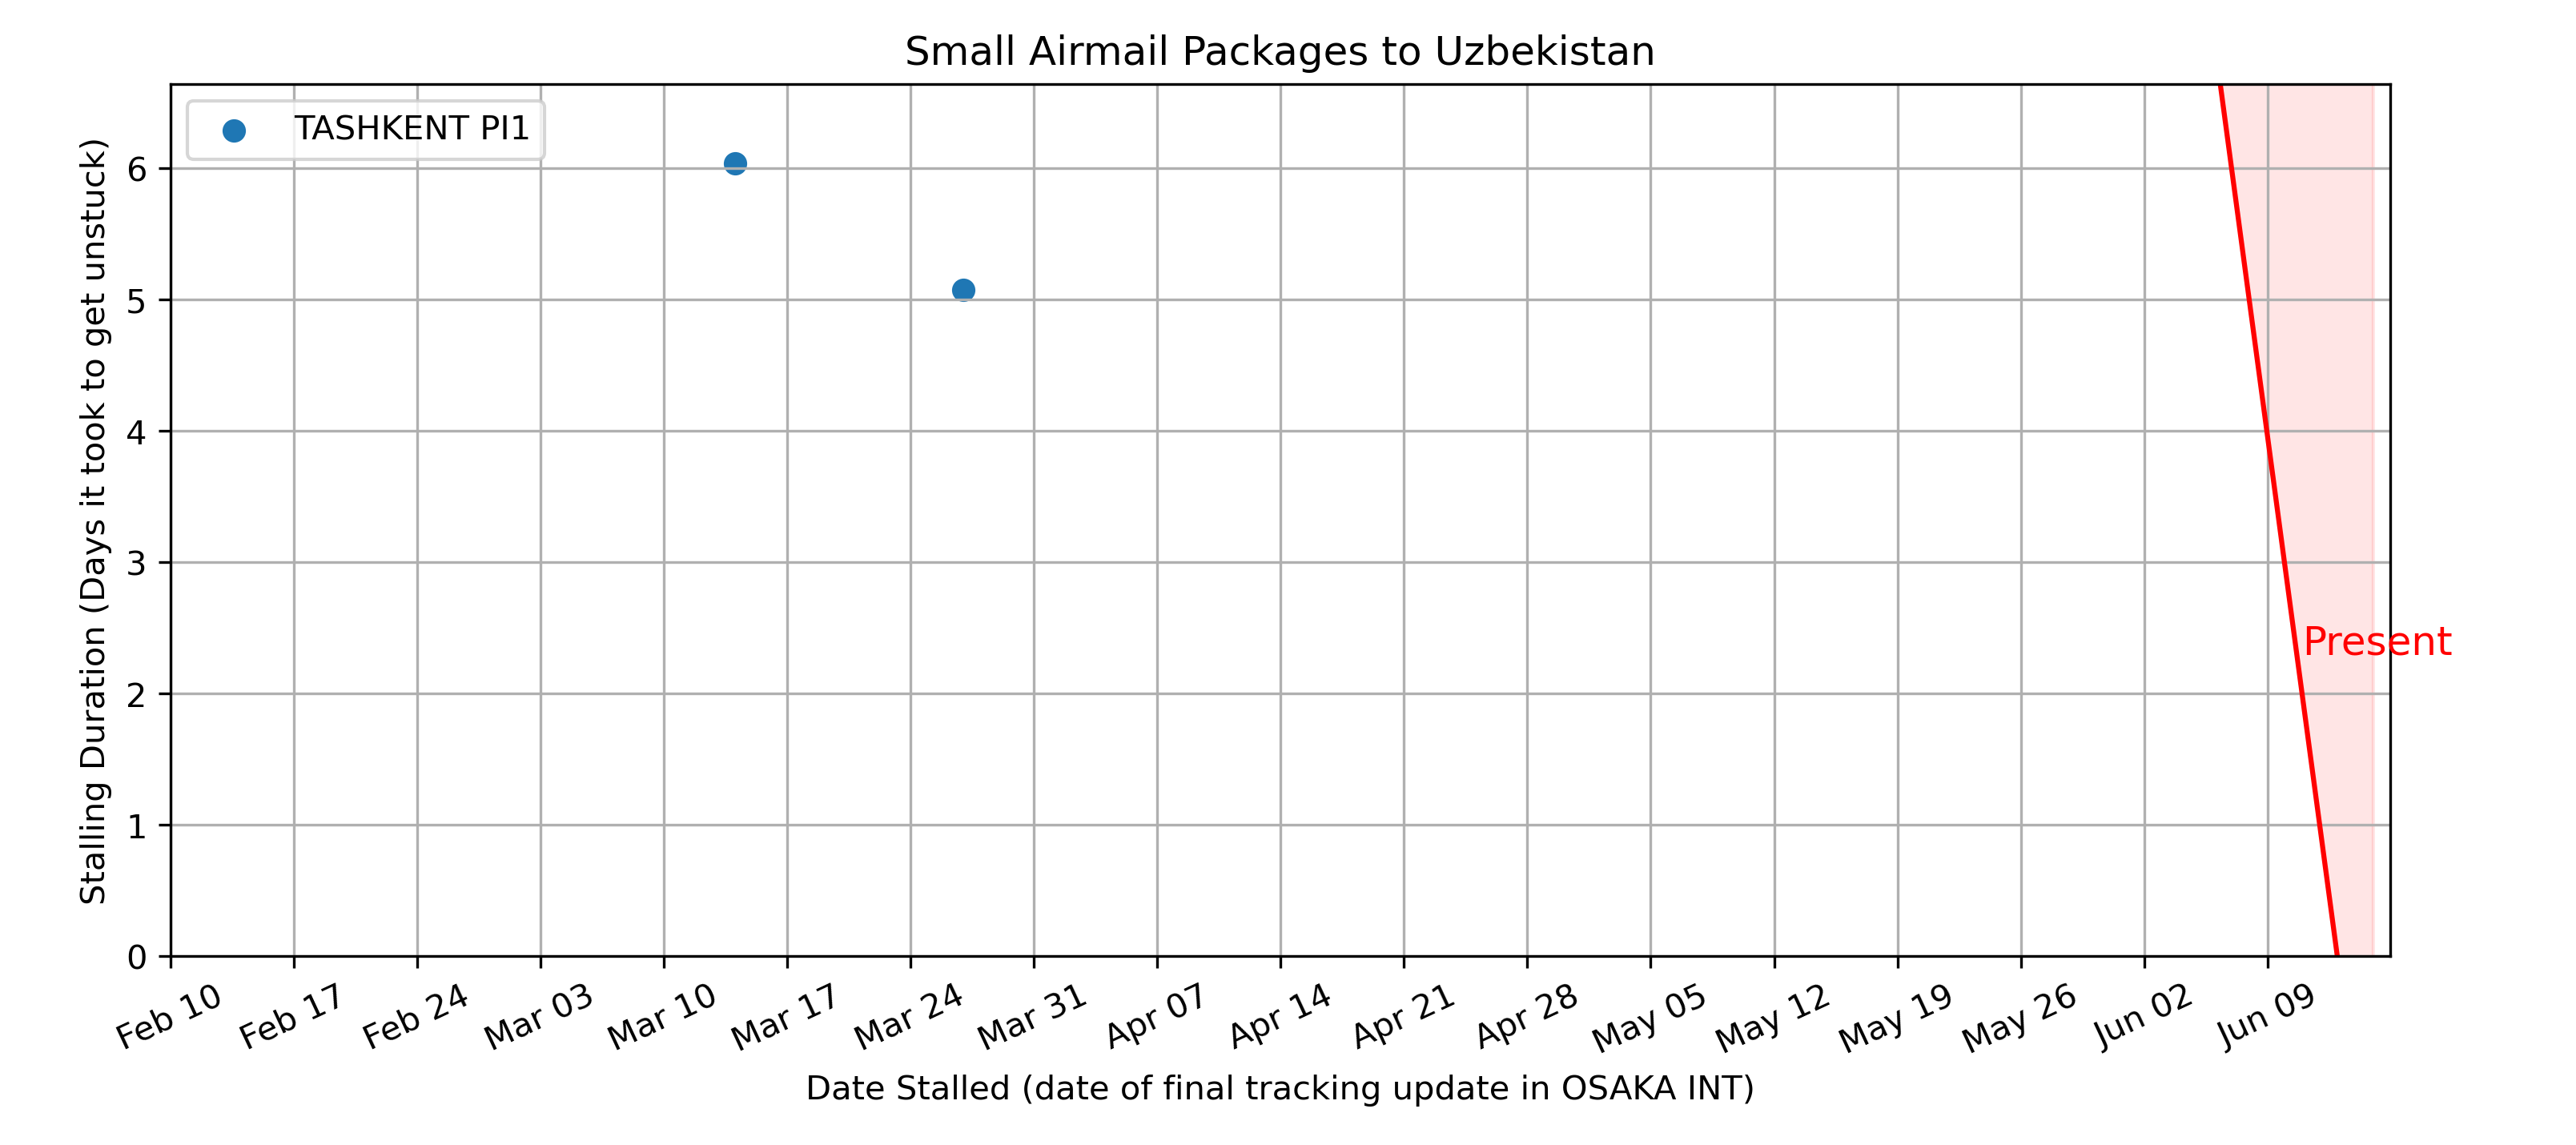 Small Airmail Packages to Uzbekistan
TASHKENT PI1
Stalling Duration (Days it took to get unstuck)
6
5
4
3
2
1
0
Present
Feb 10
Feb 17
Feb 24
Mar 03
Mar 10
Mar 17
Mar 24
Mar 31
Apr 07
Apr 14
Apr 21
Apr 28
May 05
May 12
May 19
May 26
Jun 02
Jun 09
Date Stalled (date of final tracking update in OSAKA INT)